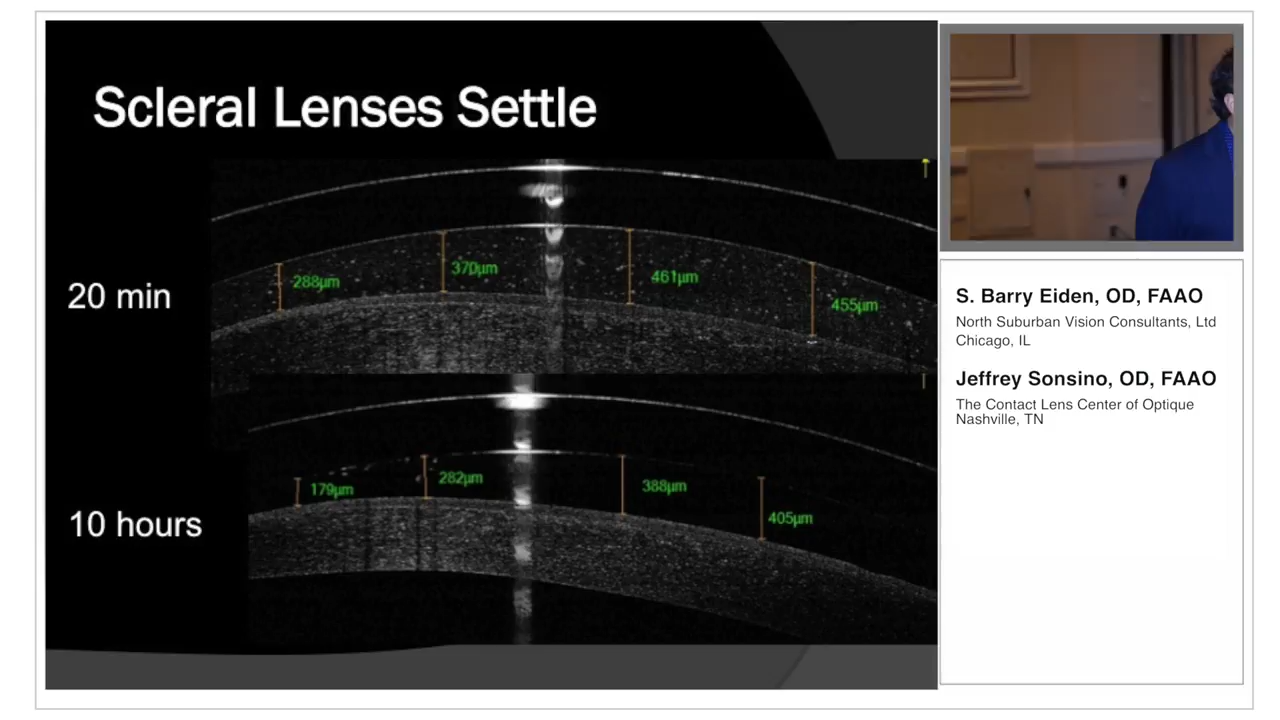 Scleral Lenses Settle
20 min
288µm
370µm
461µm
455µm
10 hours
179µm
282µm
388µm
405µm
S. Barry Eiden, OD, FAAO
North Suburban Vision Consultants, Ltd
Chicago, IL
Jeffrey Sonsino, OD, FAAO
The Contact Lens Center of Optique
Nashville, TN